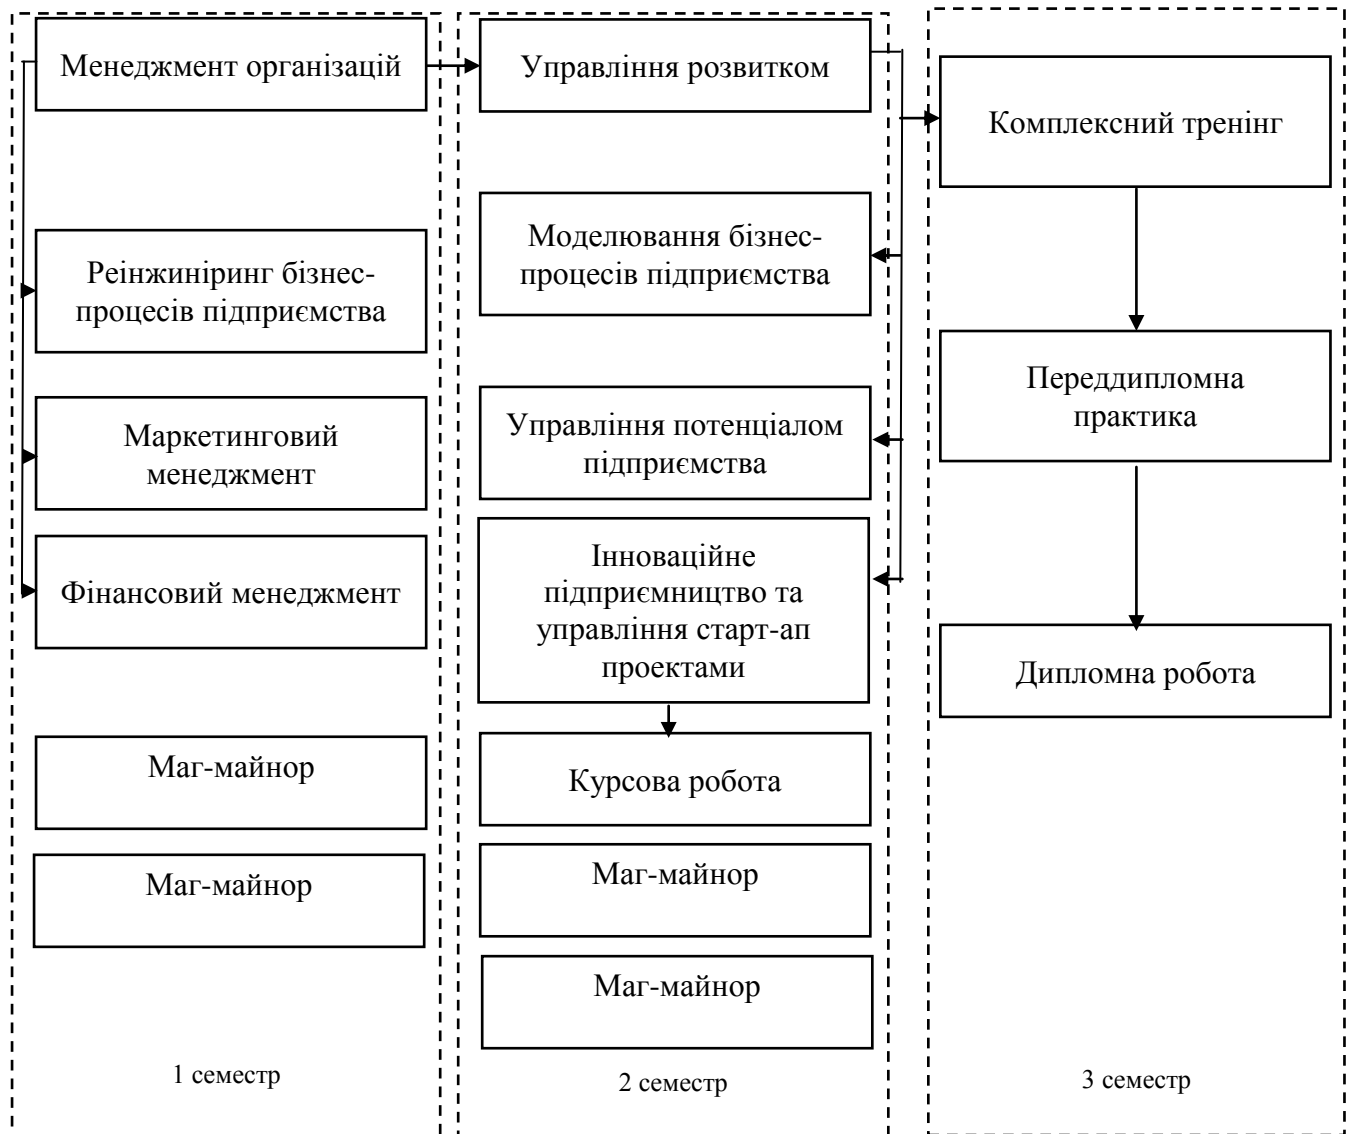 Менеджмент організацій
Реінжиніринг бізнес-
процесів підприємства
Маркетинговий
менеджмент
Фінансовий менеджмент
Маг-майнор
Маг-майнор
1 семестр
Управління розвитком
Моделювання бізнес-
процесів підприємства
Управління потенціалом
підприємства
Інноваційне
підприємництво та
управління старт-ап
проектами
Курсова робота
Маг-майнор
Маг-майнор
2 семестр
Комплексний тренінг
Переддипломна
практика
Дипломна робота
3 семестр